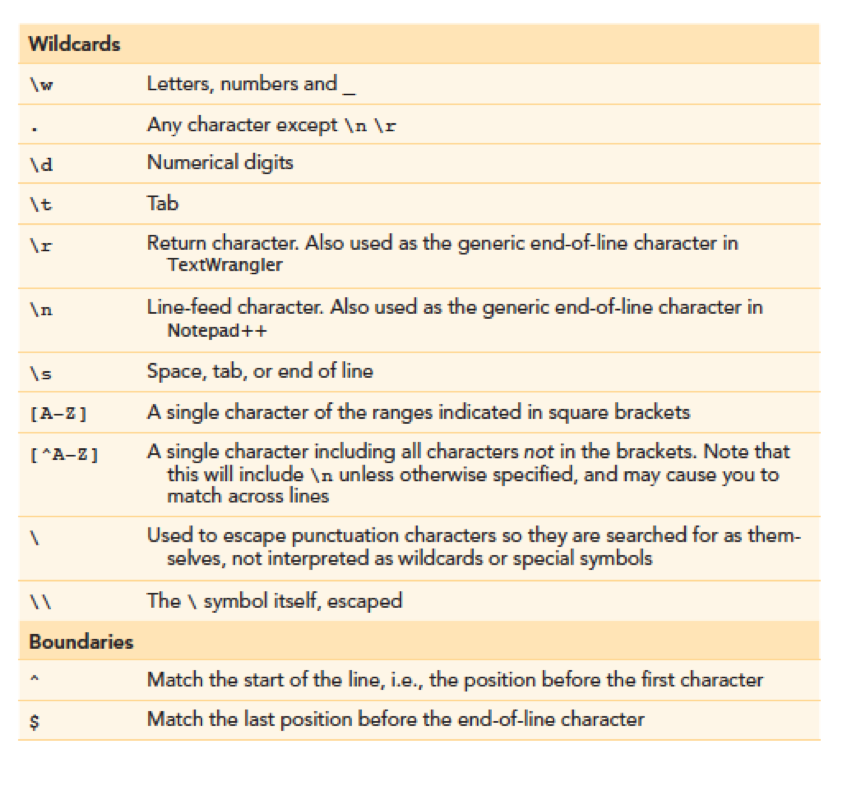 Wildcards
\w Letters, numbers and _
. Any character except \n \r
\d Numerical digits
\t Tab
\r Return character. Also used as the generic end-of-line character in
TextWrangler
\n Line-feed character. Also used as the generic end-of-line character in
Notepad++
\s Space, tab, or end of line
[A-Z] A single character of the ranges indicated in square brackets
[^A-Z] A single character including all characters not in the brackets. Note that
this will include \n unless otherwise specified, and may cause you to
match across lines
\ Used to escape punctuation characters so they are searched for as them-
selves, not interpreted as wildcards or special symbols
\\ The \ symbol itself, escaped
Boundaries
^ Match the start of the line, i.e., the position before the first character
$ Match the last position before the end-of-line character